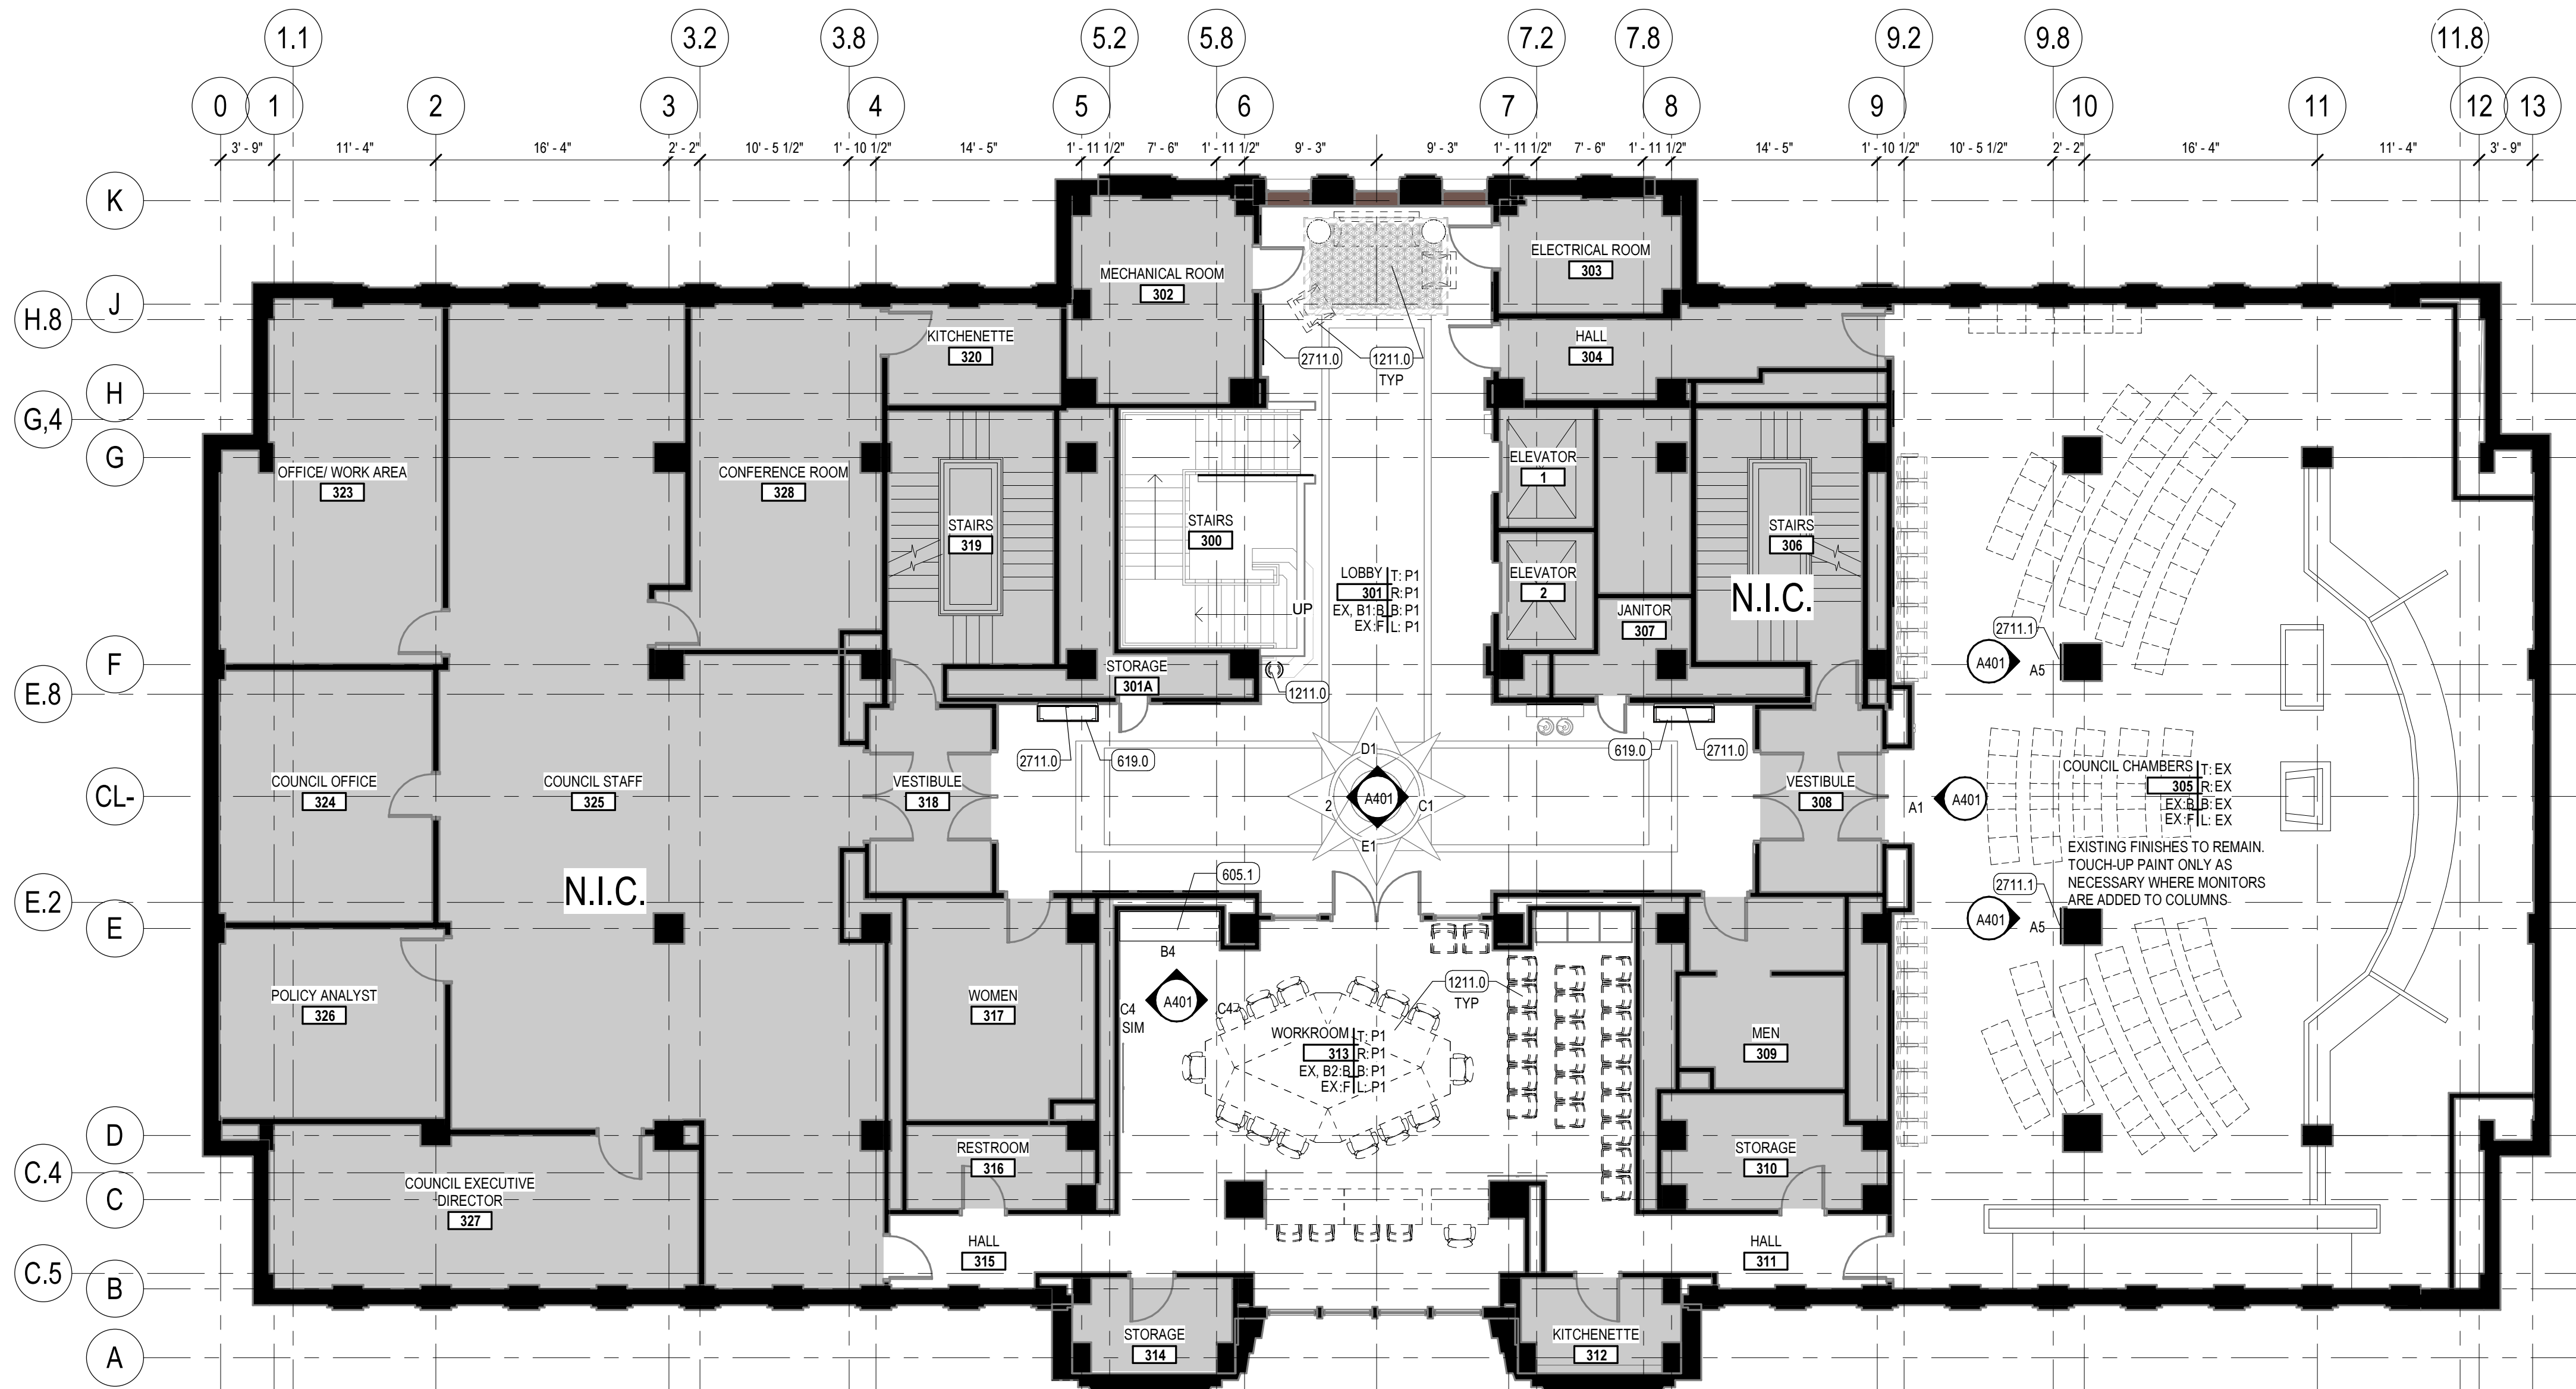 1.1 3.2 3.8 5.2 5.8 7.2 7.8 9.2 9.8 11.8
0 1 2 3 4 5 6 7 8 9 10 11 12 13
3' - 9" 11' - 4" 16' - 4" 2' - 2" 10' - 5 1/2" 1' - 10 1/2" 14' - 5" 1' - 11 1/2" 7' - 6" 1' - 11 1/2" 9' - 3" 9' - 3" 1' - 11 1/2" 7' - 6" 1' - 11 1/2" 14' - 5" 1' - 10 1/2" 10' - 5 1/2" 2' - 2" 16' - 4" 11' - 4" 3' - 9"
K
J
H.8
H
G,4
G
F
E.8
CL-
E.2
E
D
C.4
C
C.5
B
A
MECHANICAL ROOM
302
ELECTRICAL ROOM
303
KITCHENETTE
320
2711.0
1211.0
TYP
HALL
304
OFFICE/ WORK AREA
323
CONFERENCE ROOM
328
STAIRS
319
STAIRS
300
UP
ELEVATOR
1
ELEVATOR
2
STAIRS
306
N.I.C.
LOBBY
301
EX, B1:B
EX:F
T: P1
R: P1
B: P1
L: P1
JANITOR
307
STORAGE
301A
1211.0
2711.0
619.0
619.0
2711.0
COUNCIL OFFICE
324
COUNCIL STAFF
325
N.I.C.
VESTIBULE
318
D1
2
A401
C1
E1
VESTIBULE
308
2711.1
A401
A5
A1
A401
COUNCIL CHAMBERS
305
EX:B
EX:F
T: EX
R: EX
B: EX
L: EX
EXISTING FINISHES TO REMAIN.
TOUCH-UP PAINT ONLY AS
NECESSARY WHERE MONITORS
ARE ADDED TO COLUMNS
2711.1
A401
A5
605.1
B4
A401
C4
SIM
C4
POLICY ANALYST
326
WOMEN
317
1211.0
TYP
WORKROOM
313
EX, B2:B
EX:F
T: P1
R: P1
B: P1
L: P1
MEN
309
RESTROOM
316
STORAGE
310
COUNCIL EXECUTIVE
DIRECTOR
327
HALL
315
HALL
311
STORAGE
314
KITCHENETTE
312